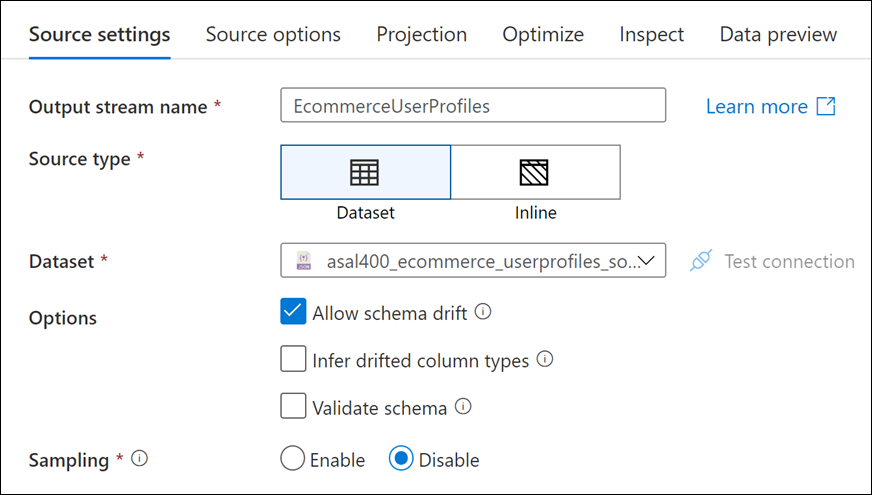 Source settings Source options Projection Optimize Inspect Data preview
Output stream name * EcommerceUserProfiles Learn more
Source type *
Dataset Inline
Dataset * asal400_ecommerce_userprofiles_so... Test connection
Options Allow schema drift
Infer drifted column types
Validate schema
Sampling * Enable Disable